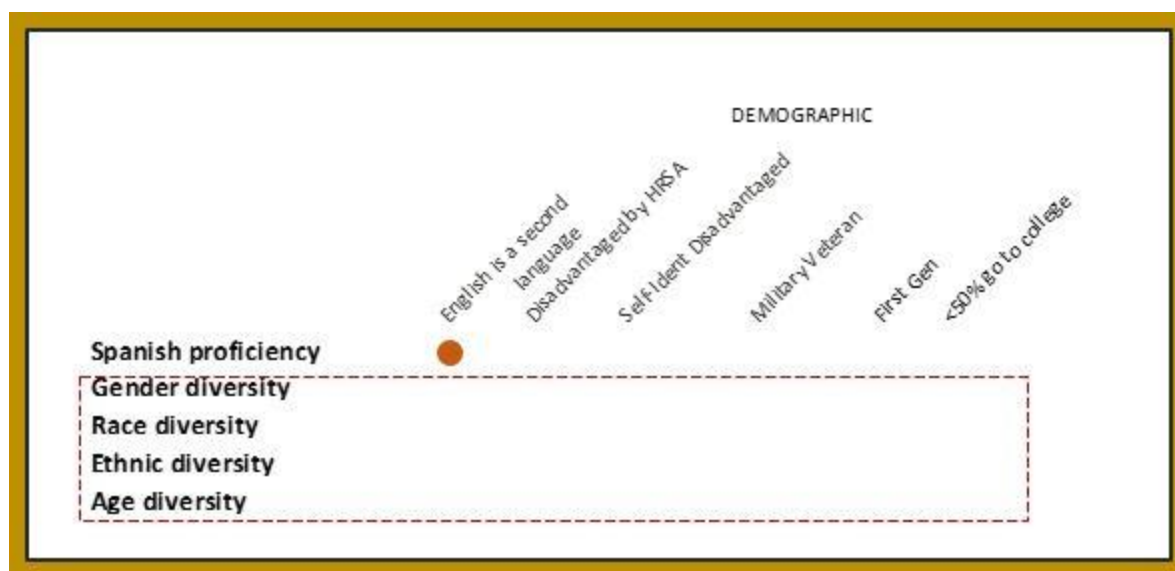 DEMOGRAPHIC
English is a second
language
Disadvantaged by HRSA
Self-Ident Disadvantaged
Military Veteran
First Gen
<50% go to college
Spanish proficiency
Gender diversity
Race diversity
Ethnic diversity
Age diversity